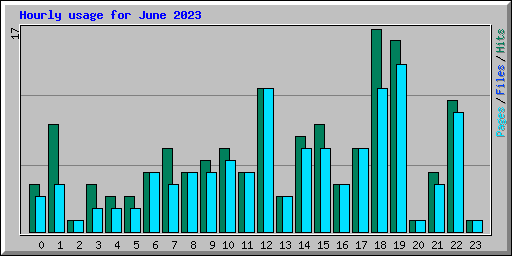 Hourly usage for June 2023
17
Pages/Files/Hits
0 1 2 3 4 5 6 7 8 9 10 11 12 13 14 15 16 17 18 19 20 21 22 23